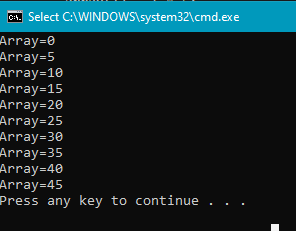 Select C:\WINDOWS\system32\cmd.exe
Array=0
Array=5
Array=10
Array=15
Array=20
Array=25
Array=30
Array=35
Array=40
Array=45
Press any key to continue . . .